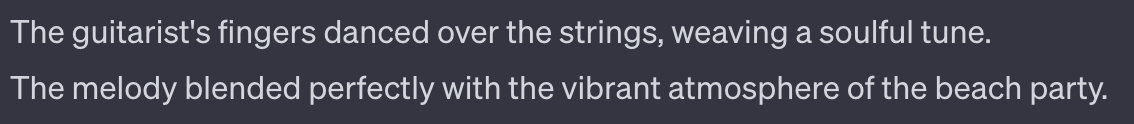 The guitarist's fingers danced over the strings, weaving a soulful tune.
The melody blended perfectly with the vibrant atmosphere of the beach party.